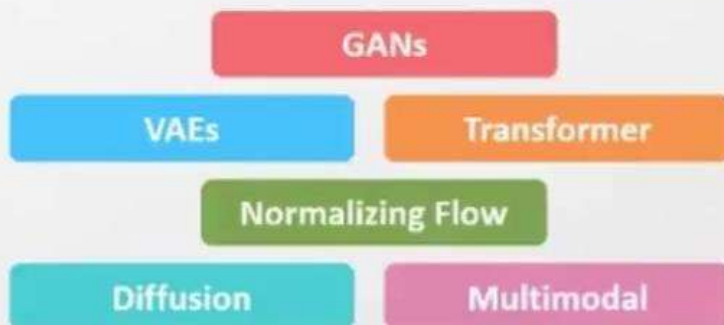 GANs
VAEs
Transformer
Normalizing Flow
Diffusion
Multimodal